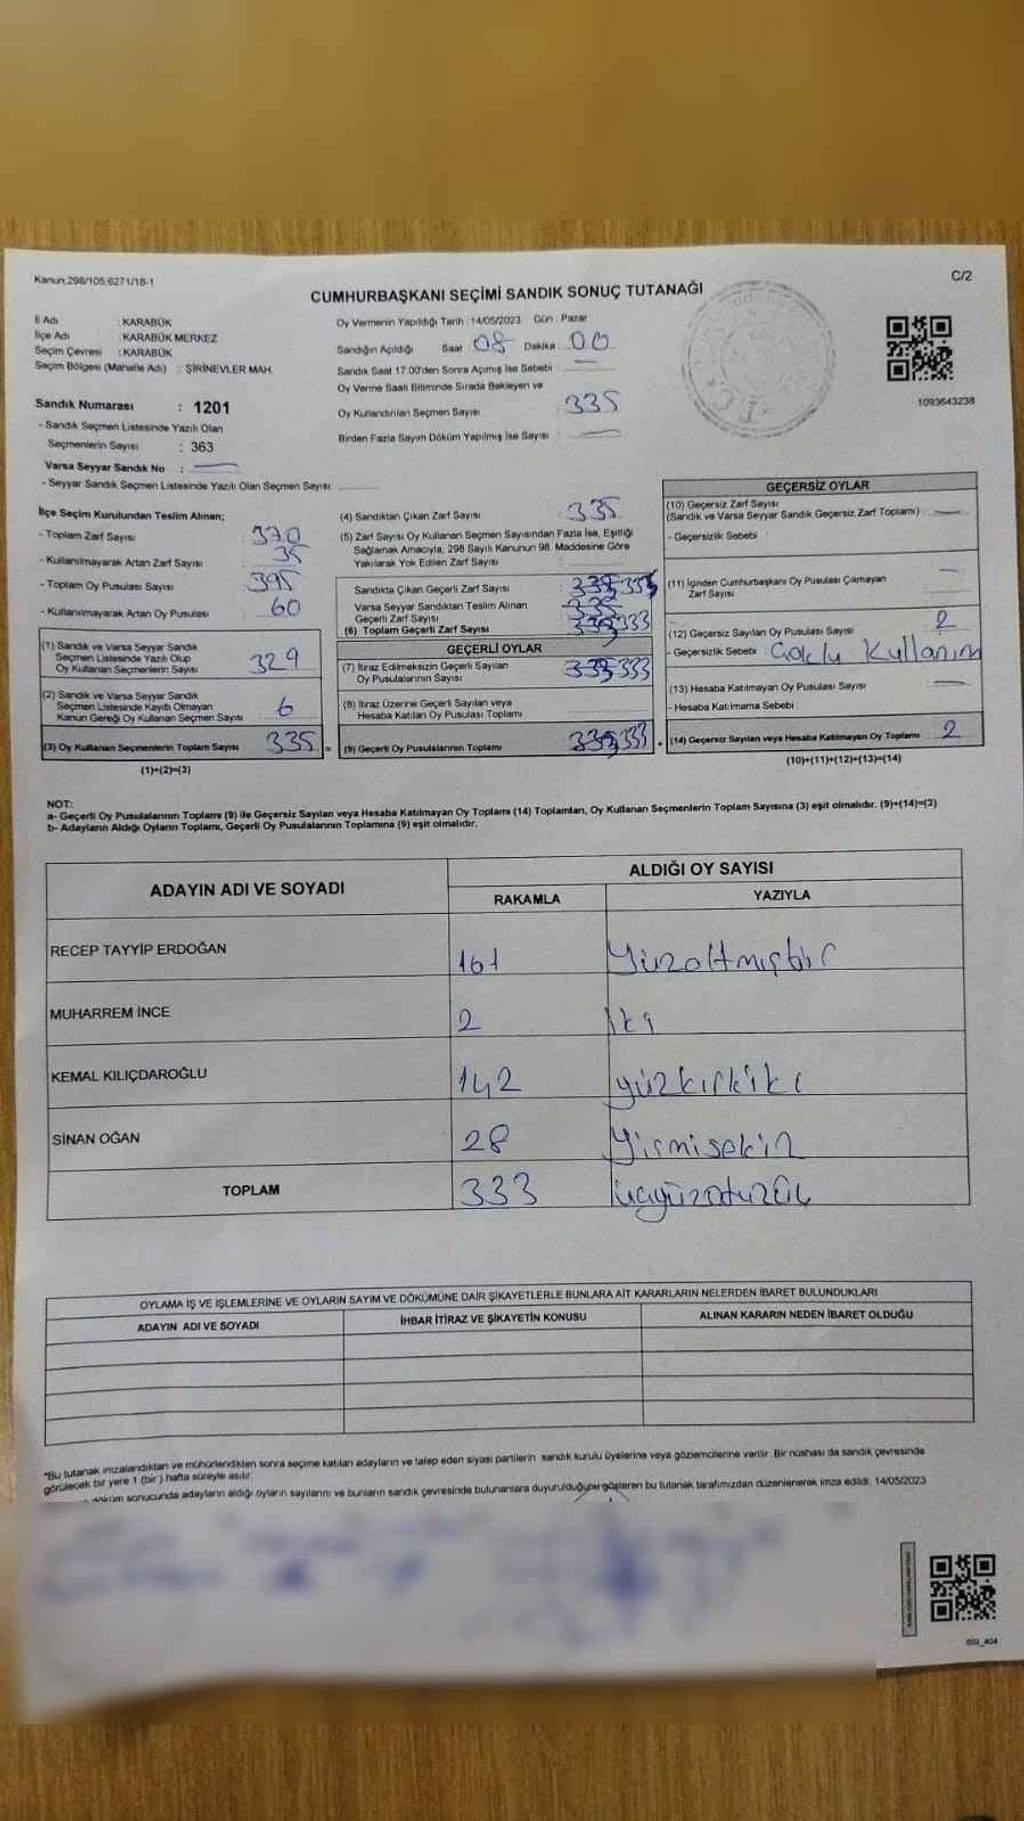 Kanun:298/105,6271/18-1
C/2
CUMHURBAŞKANI SEÇİMİ SANDIK SONUÇ TUTANAĞI
İl Adı : KARABÜK
İlçe Adı : KARABÜK MERKEZ
Seçim Çevresi : KARABÜK
Seçim Bölgesi (Mahalle Adı) : ŞİRİNEVLER MAH.
Sandık Numarası : 1201
- Sandık Seçmen Listesinde Yazılı Olan
Seçmenlerin Sayısı : 363
Varsa Seyyar Sandık No :
- Seyyar Sandık Seçmen Listesinde Yazılı Olan Seçmen Sayısı:
Oy Vermenin Yapıldığı Tarih : 14/05/2023 Gün : Pazar
Sandığın Açıldığı Saat 08 Dakika 00
Sandık Saat 17:00'den Sonra Açılmış İse Sebebi :
Oy Verme Saati Bitiminde Sırada Bekleyen ve
Oy Kullandırılan Seçmen Sayısı : 335
Birden Fazla Sayım Döküm Yapılmış İse Sayısı :
1093643238
İlçe Seçim Kurulundan Teslim Alınan;
- Toplam Zarf Sayısı : 370
- Kullanılmayarak Artan Zarf Sayısı : 35
- Toplam Oy Pusulası Sayısı : 395
- Kullanılmayarak Artan Oy Pusulası : 60
(1) Sandık ve Varsa Seyyar Sandık
Seçmen Listesinde Yazılı Olup
Oy Kullanan Seçmenlerin Sayısı : 329
(2) Sandık ve Varsa Seyyar Sandık
Seçmen Listesinde Kayıtlı Olmayan
Kanun Gereği Oy Kullanan Seçmen Sayısı : 6
(3) Oy Kullanan Seçmenlerin Toplam Sayısı 335 =
(1)+(2)=(3)
(4) Sandıktan Çıkan Zarf Sayısı : 335
(5) Zarf Sayısı Oy Kullanan Seçmen Sayısından Fazla İse, Eşitliği
Sağlamak Amacıyla, 298 Sayılı Kanunun 98. Maddesine Göre
Yakılarak Yok Edilen Zarf Sayısı :
Sandıkta Çıkan Geçerli Zarf Sayısı :
Varsa Seyyar Sandıktan Teslim Alınan
Geçerli Zarf Sayısı :
(6) Toplam Geçerli Zarf Sayısı 333
GEÇERLİ OYLAR
(7) İtiraz Edilmeksizin Geçerli Sayılan
Oy Pusulalarının Sayısı : 333
(8) İtiraz Üzerine Geçerli Sayılan veya
Hesaba Katılan Oy Pusulası Toplamı :
(9) Geçerli Oy Pusulalarının Toplamı 333 +
GEÇERSİZ OYLAR
(10) Geçersiz Zarf Sayısı
(Sandık ve Varsa Seyyar Sandık Geçersiz Zarf Toplamı) :
- Geçersizlik Sebebi :
(11) İçinden Cumhurbaşkanı Oy Pusulası Çıkmayan
Zarf Sayısı :
(12) Geçersiz Sayılan Oy Pusulası Sayısı : 2
- Geçersizlik Sebebi : Çoklu Kullanım
(13) Hesaba Katılmayan Oy Pusulası Sayısı :
- Hesaba Katılmama Sebebi :
(14) Geçersiz Sayılan veya Hesaba Katılmayan Oy Toplamı 2
(10)+(11)+(12)+(13)=(14)
NOT:
a- Geçerli Oy Pusulalarının Toplamı (9) ile Geçersiz Sayılan veya Hesaba Katılmayan Oy Toplamı (14) Toplamları, Oy Kullanan Seçmenlerin Toplam Sayısına (3) eşit olmalıdır. (9)+(14)=(3)
b- Adayların Aldığı Oyların Toplamı, Geçerli Oy Pusulalarının Toplamına (9) eşit olmalıdır.
ADAYIN ADI VE SOYADI
ALDIĞI OY SAYISI
RAKAMLA YAZIYLA
RECEP TAYYİP ERDOĞAN 161 Yüzaltmışbir
MUHARREM İNCE 2 İki
KEMAL KILIÇDAROĞLU 142 yüzkırkiki
SİNAN OĞAN 28 Yirmisekiz
TOPLAM 333 üçyüzotuzüç
OYLAMA İŞ VE İŞLEMLERİNE VE OYLARIN SAYIM VE DÖKÜMÜNE DAİR ŞİKAYETLERLE BUNLARA AİT KARARLARIN NELERDEN İBARET BULUNDUKLARI
ADAYIN ADI VE SOYADI İHBAR İTİRAZ VE ŞİKAYETİN KONUSU ALINAN KARARIN NEDEN İBARET OLDUĞU
*Bu tutanak imzalandıktan ve mühürlendikten sonra seçime katılan adayların ve talep eden siyasi partilerin sandık kurulu üyelerine veya gözlemcilerine verilir. Bir nüshası da sandık çevresinde
görülecek bir yere 1 (bir) hafta süreyle asılır.
döküm sonucunda adayların aldığı oyların sayılarını ve bunların sandık çevresinde bulunanlara duyurulduğunu gösteren bu tutanak tarafımızdan düzenlenerek imza edildi. 14/05/2023